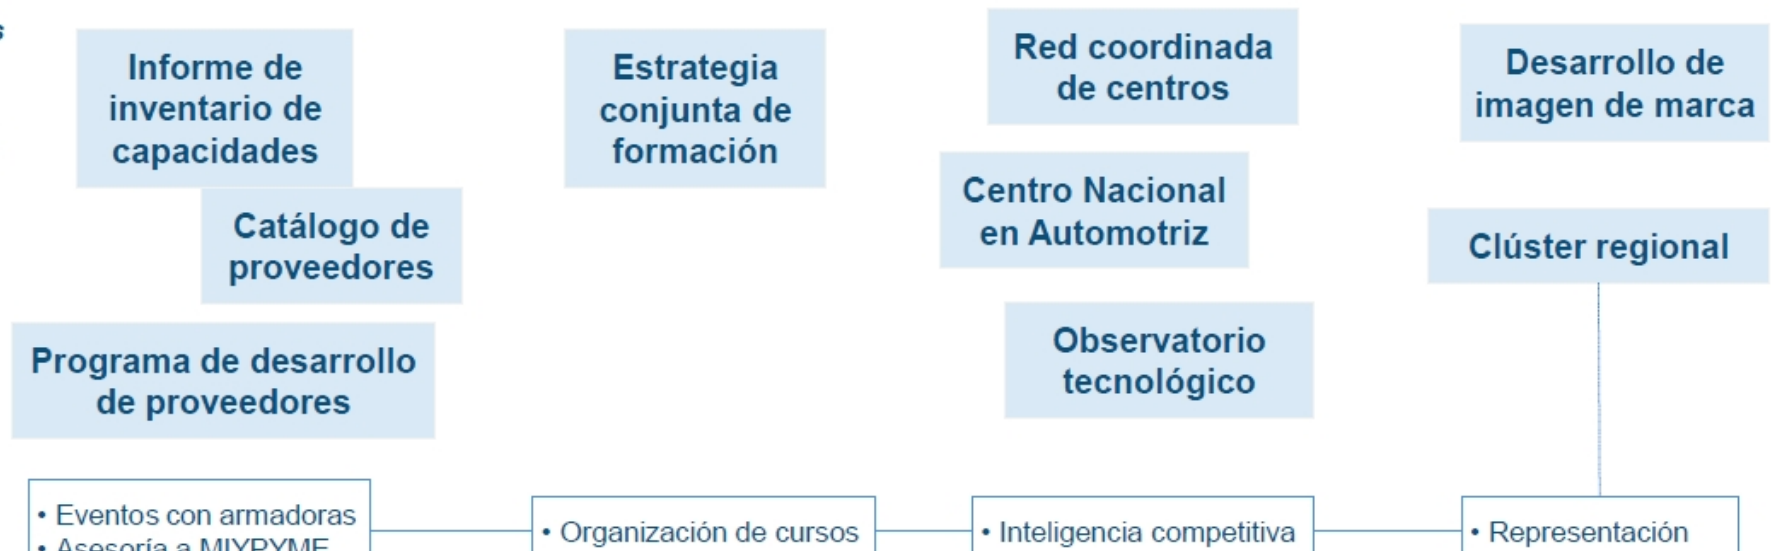 Informe de
inventario de
capacidades
Catálogo de
proveedores
Programa de desarrollo
de proveedores
Estrategia
conjunta de
formación
Red coordinada
de centros
Centro Nacional
en Automotriz
Observatorio
tecnológico
Desarrollo de
imagen de marca
Clúster regional
• Eventos con armadoras
• Asesoría a MIYPYME
• Organización de cursos
• Inteligencia competitiva
• Representación